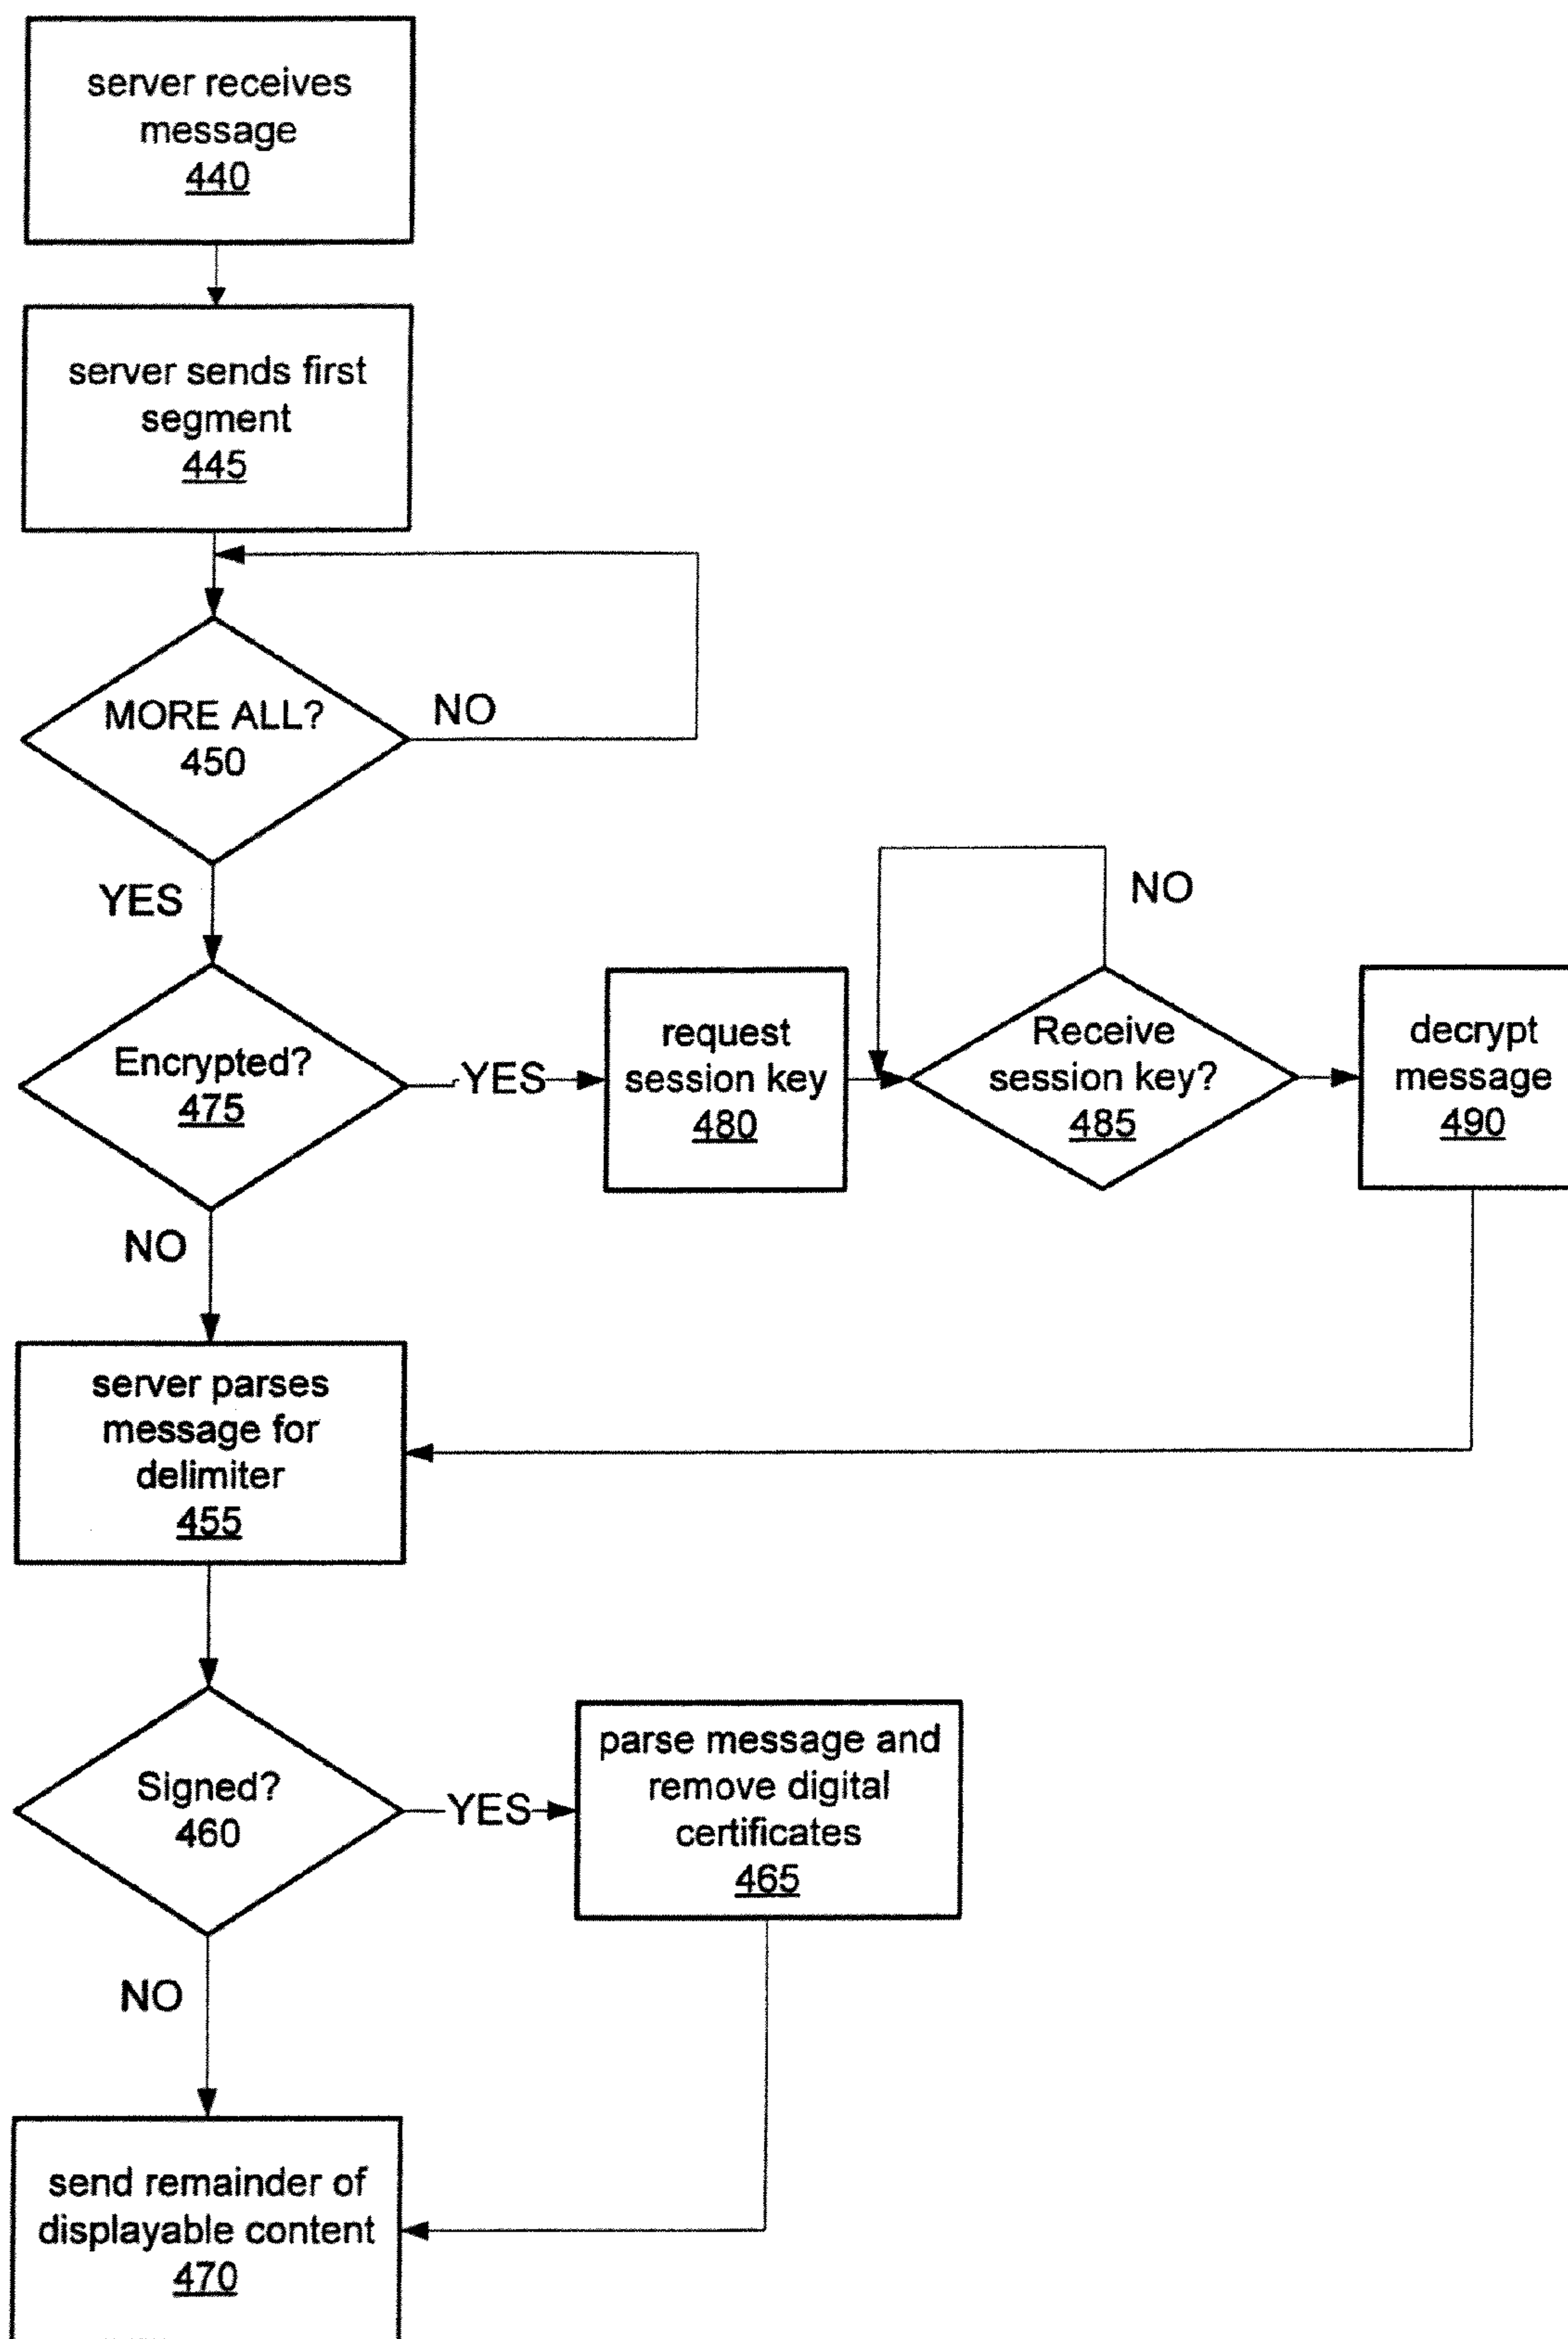 server receives
message
440
server sends first
segment
445
MORE ALL?
450
NO
YES
Encrypted?
475
YES
request
session key
480
NO
Receive
session key?
485
decrypt
message
490
NO
server parses
message for
delimiter
455
Signed?
460
YES
parse message and
remove digital
certificates
465
NO
send remainder of
displayable content
470